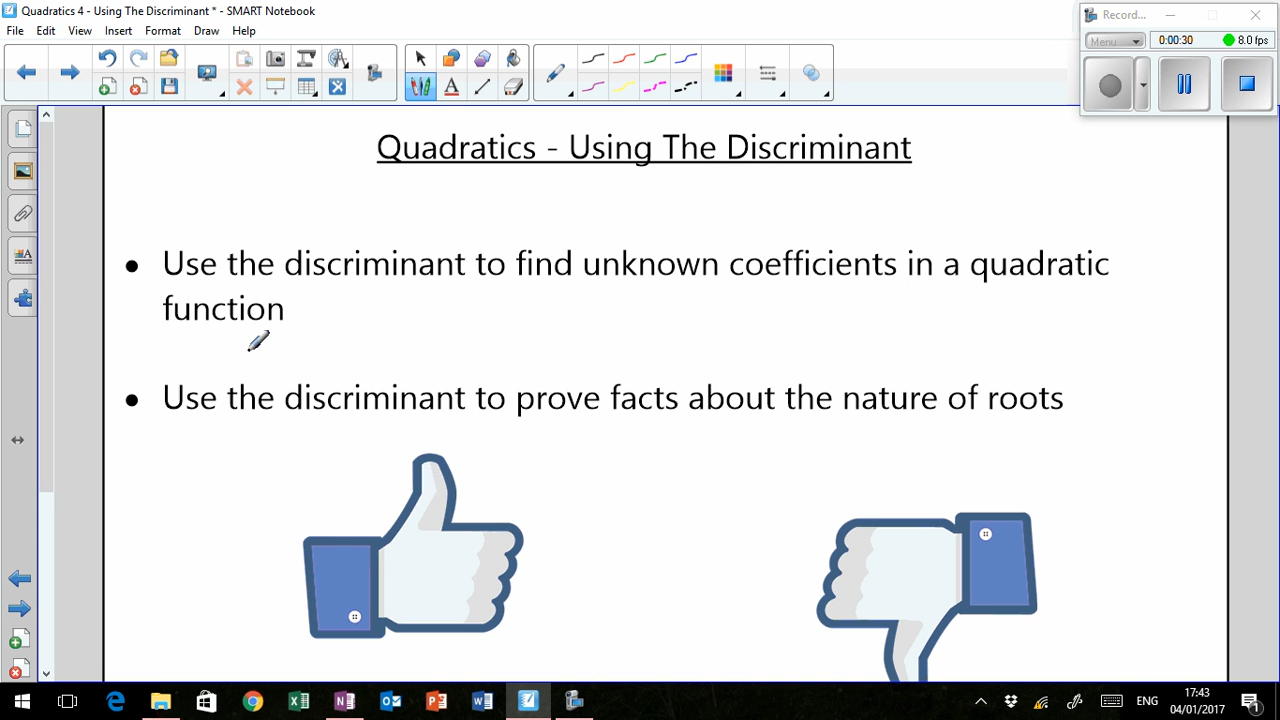 Quadratics 4 - Using The Discriminant * - SMART Notebook
Record...
File Edit View Insert Format Draw Help
Menu
0:00:30
8.0 fps
Quadratics - Using The Discriminant
• Use the discriminant to find unknown coefficients in a quadratic
function
• Use the discriminant to prove facts about the nature of roots
ENG
17:43
04/01/2017